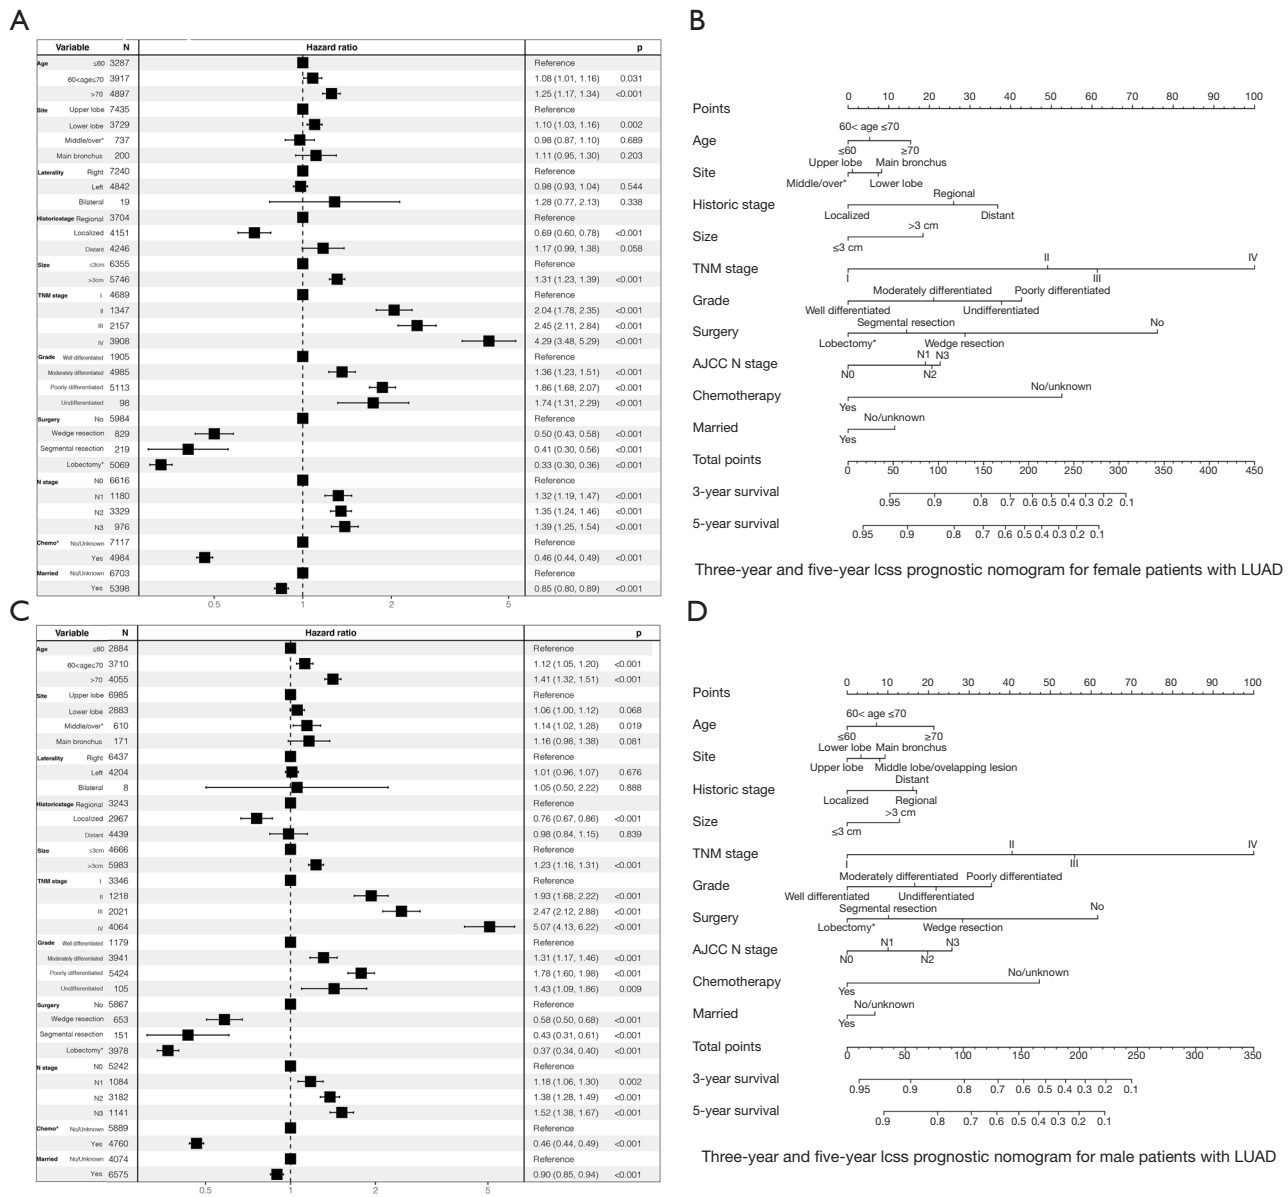 A
Variable N Hazard ratio p
Age ≤60 3287 Reference
60<age≤70 3917 1.08 (1.01, 1.16) 0.031
>70 4897 1.25 (1.17, 1.34) <0.001
Site Upper lobe 7435 Reference
Lower lobe 3729 1.10 (1.03, 1.16) 0.002
Middle/over* 737 0.98 (0.87, 1.10) 0.689
Main bronchus 200 1.11 (0.95, 1.30) 0.203
Laterality Right 7240 Reference
Left 4842 0.98 (0.93, 1.04) 0.544
Bilateral 19 1.28 (0.77, 2.13) 0.338
Historicstage Regional 3704 Reference
Localized 4151 0.69 (0.60, 0.78) <0.001
Distant 4246 1.17 (0.99, 1.38) 0.058
Size ≤3cm 6355 Reference
>3cm 5746 1.31 (1.23, 1.39) <0.001
TNM stage I 4689 Reference
II 1347 2.04 (1.78, 2.35) <0.001
III 2157 2.45 (2.11, 2.84) <0.001
IV 3908 4.29 (3.48, 5.29) <0.001
Grade Well differentiated 1905 Reference
Moderately differentiated 4985 1.36 (1.23, 1.51) <0.001
Poorly differentiated 5113 1.86 (1.68, 2.07) <0.001
Undifferentiated 98 1.74 (1.31, 2.29) <0.001
Surgery No 5984 Reference
Wedge resection 829 0.50 (0.43, 0.58) <0.001
Segmental resection 219 0.41 (0.30, 0.56) <0.001
Lobectomy* 5069 0.33 (0.30, 0.36) <0.001
N stage N0 6616 Reference
N1 1180 1.32 (1.19, 1.47) <0.001
N2 3329 1.35 (1.24, 1.46) <0.001
N3 976 1.39 (1.25, 1.54) <0.001
Chemo* No/Unknown 7117 Reference
Yes 4984 0.46 (0.44, 0.49) <0.001
Married No/Unknown 6703 Reference
Yes 5398 0.85 (0.80, 0.89) <0.001
0.5 1 2 5
B
0 10 20 30 40 50 60 70 80 90 100
Points
60< age ≤70
Age
≤60 ≥70
Upper lobe Main bronchus
Site
Middle/over* Lower lobe
Regional
Historic stage
Localized Distant
>3 cm
Size
≤3 cm
II IV
TNM stage
I III
Moderately differentiated Poorly differentiated
Grade
Well differentiated Undifferentiated
Segmental resection No
Surgery
Lobectomy* Wedge resection
N1 N3
AJCC N stage
N0 N2
No/unknown
Chemotherapy
Yes
No/unknown
Married
Yes
Total points
0 50 100 150 200 250 300 350 400 450
3-year survival
0.95 0.9 0.8 0.7 0.6 0.5 0.4 0.3 0.2 0.1
5-year survival
0.95 0.9 0.8 0.7 0.6 0.5 0.4 0.3 0.2 0.1
Three-year and five-year lcss prognostic nomogram for female patients with LUAD
C
Variable N Hazard ratio p
Age ≤60 2884 Reference
60<age≤70 3710 1.12 (1.05, 1.20) <0.001
>70 4055 1.41 (1.32, 1.51) <0.001
Site Upper lobe 6985 Reference
Lower lobe 2883 1.06 (1.00, 1.12) 0.068
Middle/over* 610 1.14 (1.02, 1.28) 0.019
Main bronchus 171 1.16 (0.98, 1.38) 0.081
Laterality Right 6437 Reference
Left 4204 1.01 (0.96, 1.07) 0.676
Bilateral 8 1.05 (0.50, 2.22) 0.888
Historicstage Regional 3243 Reference
Localized 2967 0.76 (0.67, 0.86) <0.001
Distant 4439 0.98 (0.84, 1.15) 0.839
Size ≤3cm 4666 Reference
>3cm 5983 1.23 (1.16, 1.31) <0.001
TNM stage I 3346 Reference
II 1218 1.93 (1.68, 2.22) <0.001
III 2021 2.47 (2.12, 2.88) <0.001
IV 4064 5.07 (4.13, 6.22) <0.001
Grade Well differentiated 1179 Reference
Moderately differentiated 3941 1.31 (1.17, 1.46) <0.001
Poorly differentiated 5424 1.78 (1.60, 1.98) <0.001
Undifferentiated 105 1.43 (1.09, 1.86) 0.009
Surgery No 5867 Reference
Wedge resection 653 0.58 (0.50, 0.68) <0.001
Segmental resection 151 0.43 (0.31, 0.61) <0.001
Lobectomy* 3978 0.37 (0.34, 0.40) <0.001
N stage N0 5242 Reference
N1 1084 1.18 (1.06, 1.30) 0.002
N2 3182 1.38 (1.28, 1.49) <0.001
N3 1141 1.52 (1.38, 1.67) <0.001
Chemo* No/Unknown 5889 Reference
Yes 4760 0.46 (0.44, 0.49) <0.001
Married No/Unknown 4074 Reference
Yes 6575 0.90 (0.85, 0.94) <0.001
0.5 1 2 5
D
0 10 20 30 40 50 60 70 80 90 100
Points
60< age ≤70
Age
≤60 ≥70
Lower lobe Main bronchus
Site
Upper lobe Middle lobe/ovelapping lesion
Distant
Historic stage
Localized Regional
>3 cm
Size
≤3 cm
II IV
TNM stage
I III
Moderately differentiated Poorly differentiated
Grade
Well differentiated Undifferentiated
Segmental resection No
Surgery
Lobectomy* Wedge resection
N1 N3
AJCC N stage
N0 N2
No/unknown
Chemotherapy
Yes
No/unknown
Married
Yes
Total points
0 50 100 150 200 250 300 350
3-year survival
0.95 0.9 0.8 0.7 0.6 0.5 0.4 0.3 0.2 0.1
5-year survival
0.9 0.8 0.7 0.6 0.5 0.4 0.3 0.2 0.1
Three-year and five-year lcss prognostic nomogram for male patients with LUAD